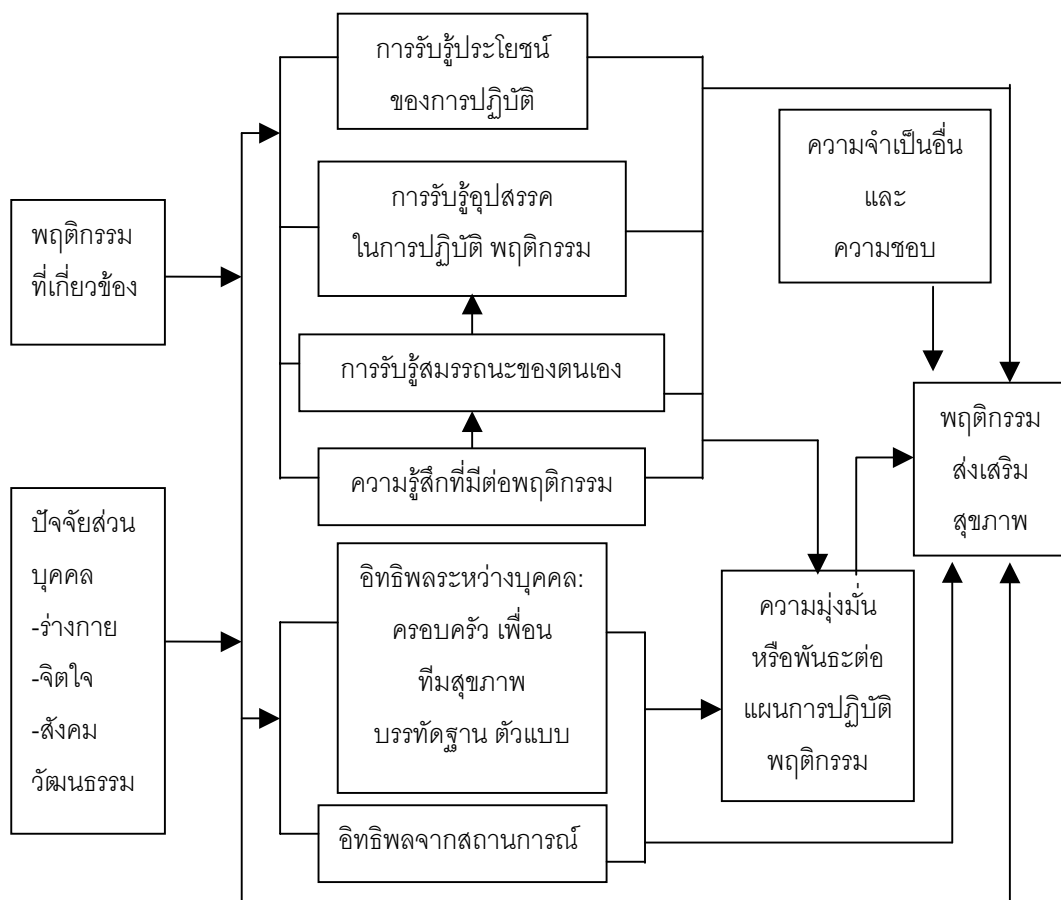 การรับรู้ประโยชน์
ของการปฏิบัติ
ความจำเป็นอื่น
และ
ความชอบ
การรับรู้อุปสรรค
ในการปฏิบัติ พฤติกรรม
พฤติกรรม
ที่เกี่ยวข้อง
การรับรู้สมรรถนะของตนเอง
พฤติกรรม
ส่งเสริม
สุขภาพ
ความรู้สึกที่มีต่อพฤติกรรม
ปัจจัยส่วน
บุคคล
-ร่างกาย
-จิตใจ
-สังคม
วัฒนธรรม
อิทธิพลระหว่างบุคคล:
ครอบครัว เพื่อน
ทีมสุขภาพ
บรรทัดฐาน ตัวแบบ
ความมุ่งมั่น
หรือพันธะต่อ
แผนการปฏิบัติ
พฤติกรรม
อิทธิพลจากสถานการณ์